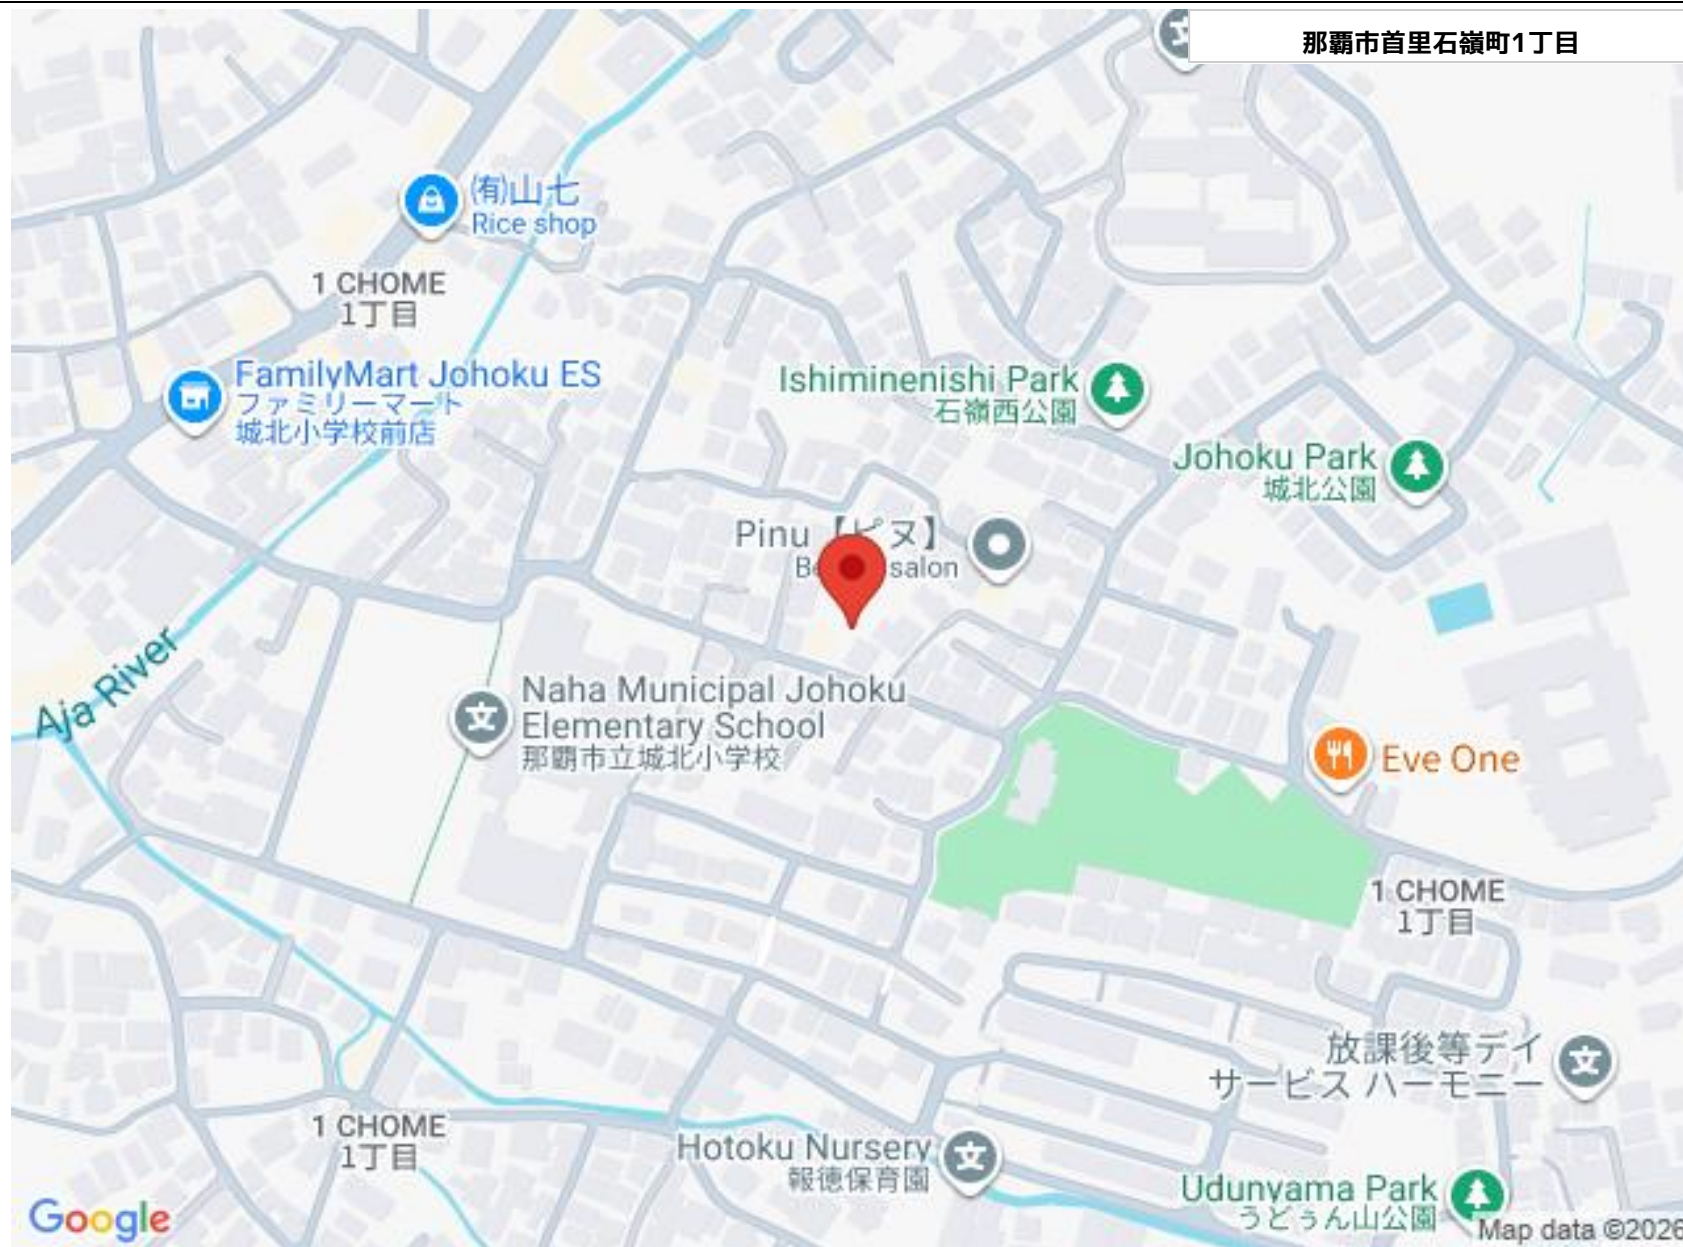 那覇市首里石嶺町1丁目
㈲山七
Rice shop
1 CHOME
1丁目
FamilyMart Johoku ES
ファミリーマート
城北小学校前店
Ishiminenishi Park
石嶺西公園
Johoku Park
城北公園
Pinu【ピヌ】
salon
Aja River
Naha Municipal Johoku
Elementary School
那覇市立城北小学校
Eve One
1 CHOME
1丁目
放課後等デイ
サービス ハーモニー
1 CHOME
1丁目
Hotoku Nursery
報徳保育園
Udunyama Park
うどぅん山公園
Google
Map data ©2026